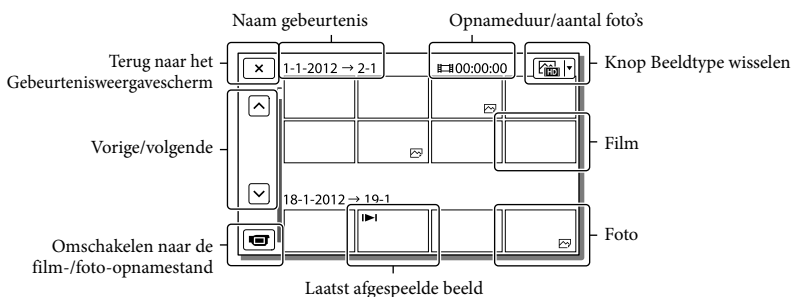 Naam gebeurtenis
Opnameduur/aantal foto's
Terug naar het
Gebeurtenisweergavescherm
1-1-2012 → 2-1
00:00:00
HD
Knop Beeldtype wisselen
Vorige/volgende
Film
18-1-2012 → 19-1
Omschakelen naar de
film-/foto-opnamestand
Foto
Laatst afgespeelde beeld